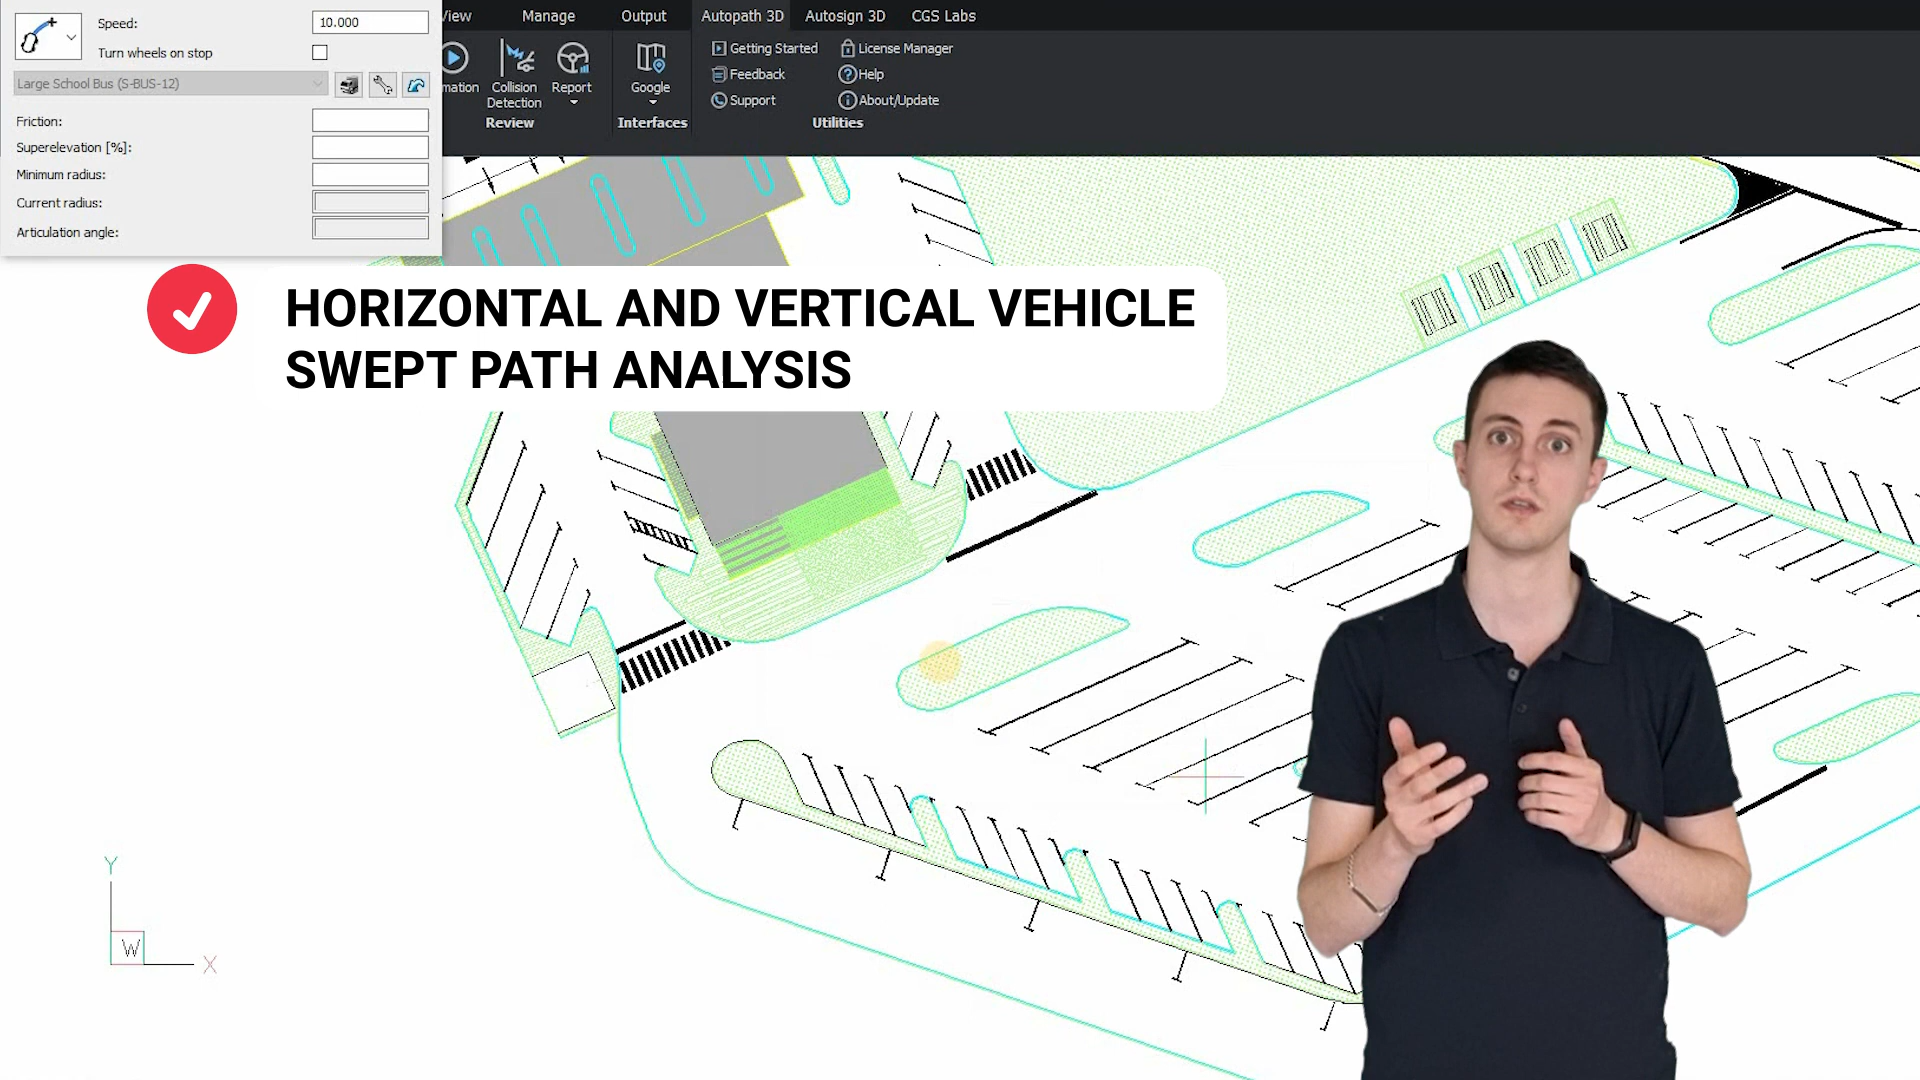 Speed:
10.000
Turn wheels on stop
Large School Bus (S-BUS-12)
Friction:
Superelevation [%]:
Minimum radius:
Current radius:
Articulation angle:
View
Manage
Output
Autopath 3D
Autosign 3D
CGS Labs
mation
Collision
Detection
Report
Review
Google
Interfaces
Getting Started
Feedback
Support
License Manager
Help
About/Update
Utilities
HORIZONTAL AND VERTICAL VEHICLE
SWEPT PATH ANALYSIS
Y
W
X